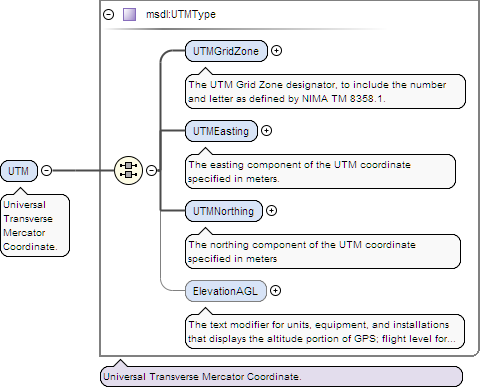 msdl:UTMType
UTMGridZone
The UTM Grid Zone designator, to include the number
and letter as defined by NIMA TM 8358.1.
UTMEasting
The easting component of the UTM coordinate
specified in meters.
UTM
Universal
Transverse
Mercator
Coordinate.
UTMNorthing
The northing component of the UTM coordinate
specified in meters
ElevationAGL
The text modifier for units, equipment, and installations
that displays the altitude portion of GPS; flight level for...
Universal Transverse Mercator Coordinate.